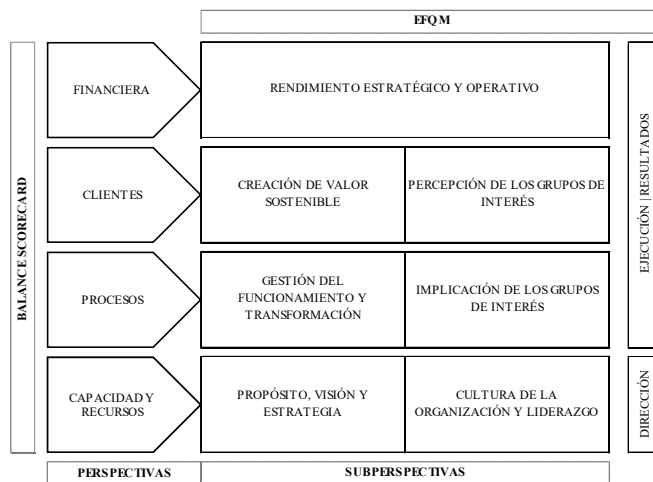 EFQM
BALANCE SCORECARD
FINANCIERA
RENDIMIENTO ESTRATÉGICO Y OPERATIVO
EJECUCIÓN | RESULTADOS
CLIENTES
CREACIÓN DE VALOR
SOSTENIBLE
PERCEPCIÓN DE LOS GRUPOS DE
INTERÉS
PROCESOS
GESTIÓN DEL
FUNCIONAMIENTO Y
TRANSFORMACIÓN
IMPLICACIÓN DE LOS GRUPOS
DE INTERÉS
CAPACIDAD Y
RECURSOS
PROPÓSITO, VISIÓN Y
ESTRATEGIA
CULTURA DE LA
ORGANIZACIÓN Y LIDERAZGO
DIRECCIÓN
PERSPECTIVAS
SUBPERSPECTIVAS